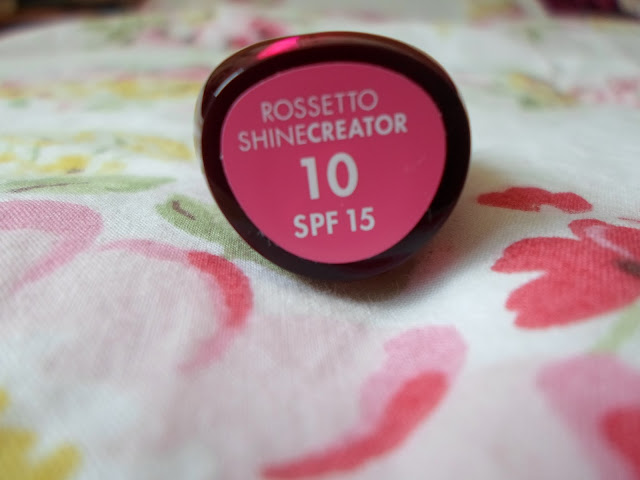 ROSSETTO
SHINECREATOR
10
SPF 15